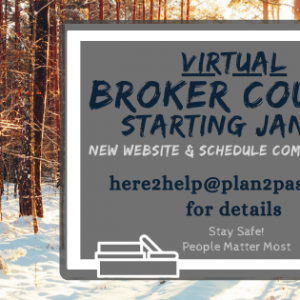 VIRTUAL
BROKER COU
STARTING JAN
NEW WEBSITE & SCHEDULE COM
here2help@plan2pas
for details
Stay Safe!
People Matter Most